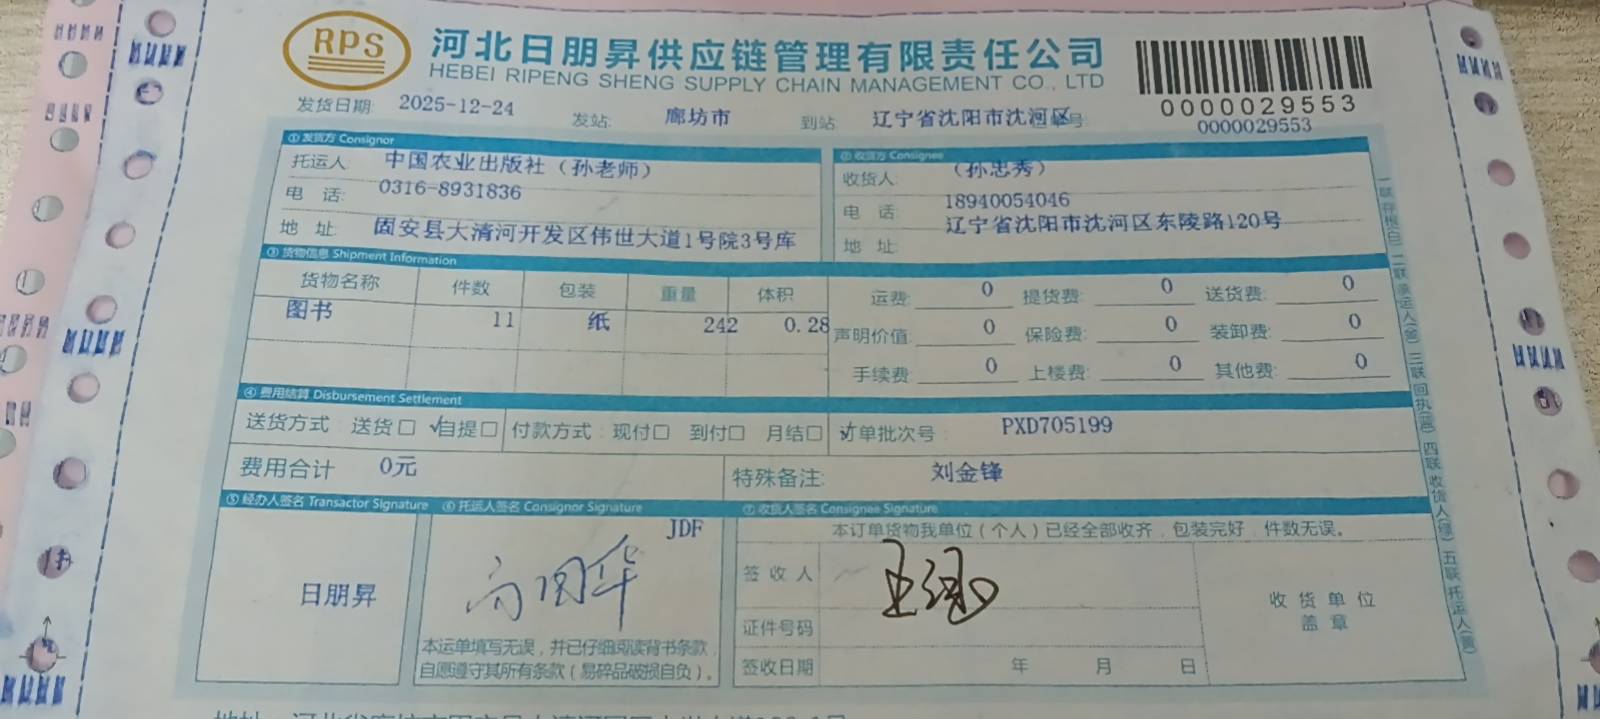 RPS
河北日朋昇供应链管理有限责任公司
HEBEI RIPENG SHENG SUPPLY CHAIN MANAGEMENT CO., LTD
0000029553
发货日期: 2025-12-24 发站: 廊坊市 到站: 辽宁省沈阳市沈河区 0000029553
① 发货方 Consignor
托运人: 中国农业出版社（孙老师）
电 话: 0316-8931836
地 址: 固安县大清河开发区伟世大道1号院3号库
② 收货方 Consignee
收货人: （孙忠秀）
电 话: 18940054046
地 址: 辽宁省沈阳市沈河区东陵路120号
③ 货物信息 Shipment Information
货物名称 件数 包装 重量 体积
图书 11 纸 242 0.28
运费: 0 提货费: 0 送货费: 0
声明价值: 0 保险费: 0 装卸费: 0
手续费: 0 上楼费: 0 其他费: 0
④ 费用结算 Disbursement Settlement
送货方式: 送货□ √自提□ 付款方式: 现付□ 到付□ 月结□ 订单批次号: PXD705199
费用合计 0元 特殊备注: 刘金锋
⑤ 经办人签名 Transactor Signature
日朋昇
⑥ 托运人签名 Consignor Signature
JDF
本运单填写无误，并已仔细阅读背书条款，
自愿遵守其所有条款（易碎品破损自负）。
⑦ 收货人签名 Consignee Signature
本订单货物我单位（个人）已经全部收齐，包装完好，件数无误。
签 收 人
证件号码
签收日期 年 月 日
收 货 单 位
盖 章